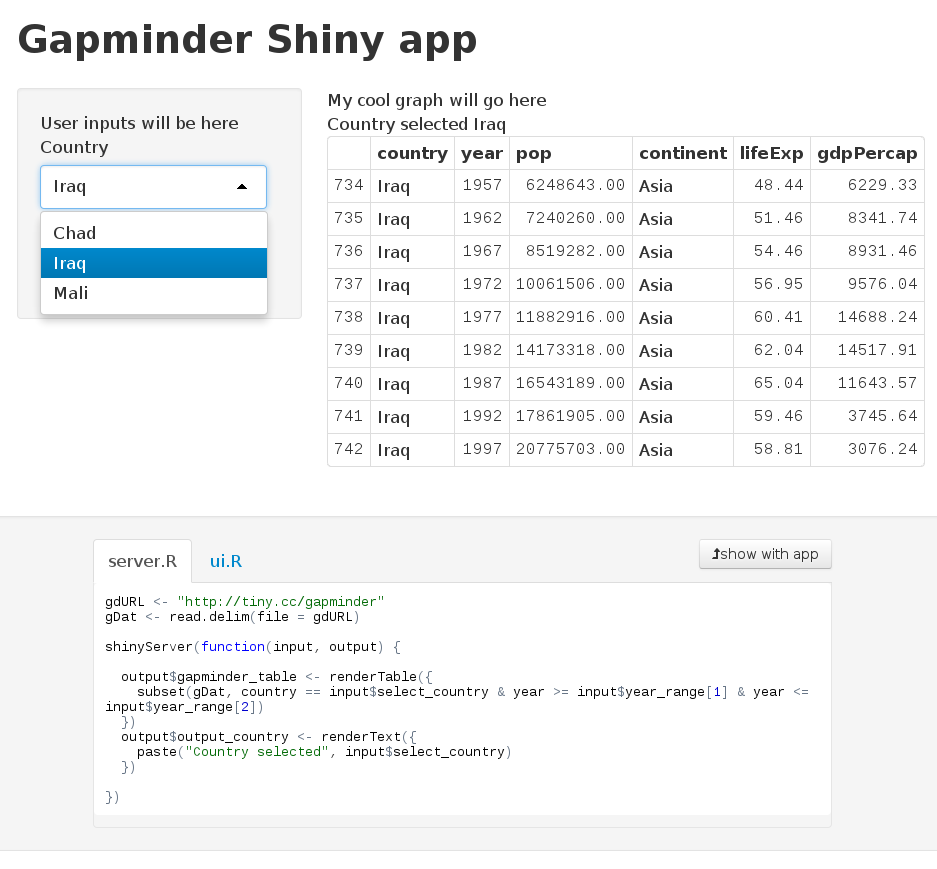 Gapminder Shiny app
User inputs will be here
Country
Iraq
Chad
Iraq
Mali
My cool graph will go here
Country selected Iraq
country year pop continent lifeExp gdpPercap
734 Iraq 1957 6248643.00 Asia 48.44 6229.33
735 Iraq 1962 7240260.00 Asia 51.46 8341.74
736 Iraq 1967 8519282.00 Asia 54.46 8931.46
737 Iraq 1972 10061506.00 Asia 56.95 9576.04
738 Iraq 1977 11882916.00 Asia 60.41 14688.24
739 Iraq 1982 14173318.00 Asia 62.04 14517.91
740 Iraq 1987 16543189.00 Asia 65.04 11643.57
741 Iraq 1992 17861905.00 Asia 59.46 3745.64
742 Iraq 1997 20775703.00 Asia 58.81 3076.24
server.R ui.R show with app
gdURL <- "http://tiny.cc/gapminder"
gDat <- read.delim(file = gdURL)
shinyServer(function(input, output) {
output$gapminder_table <- renderTable({
subset(gDat, country == input$select_country & year >= input$year_range[1] & year <=
input$year_range[2])
})
output$output_country <- renderText({
paste("Country selected", input$select_country)
})
})